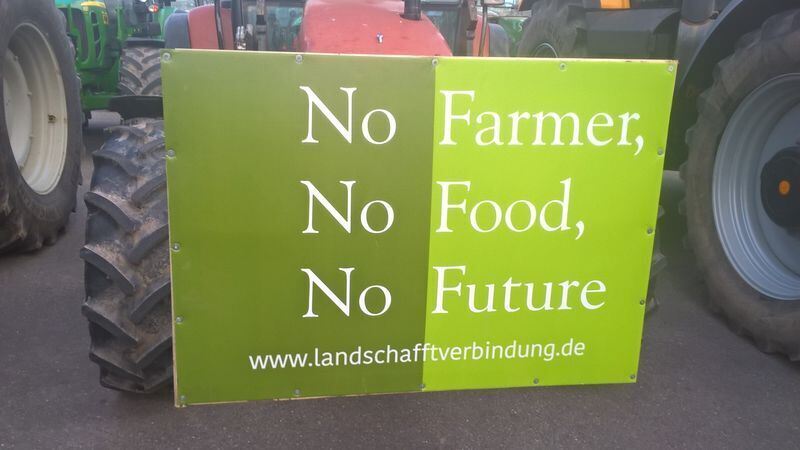 No Farmer,
No Food,
No Future
www.landschafftverbindung.de